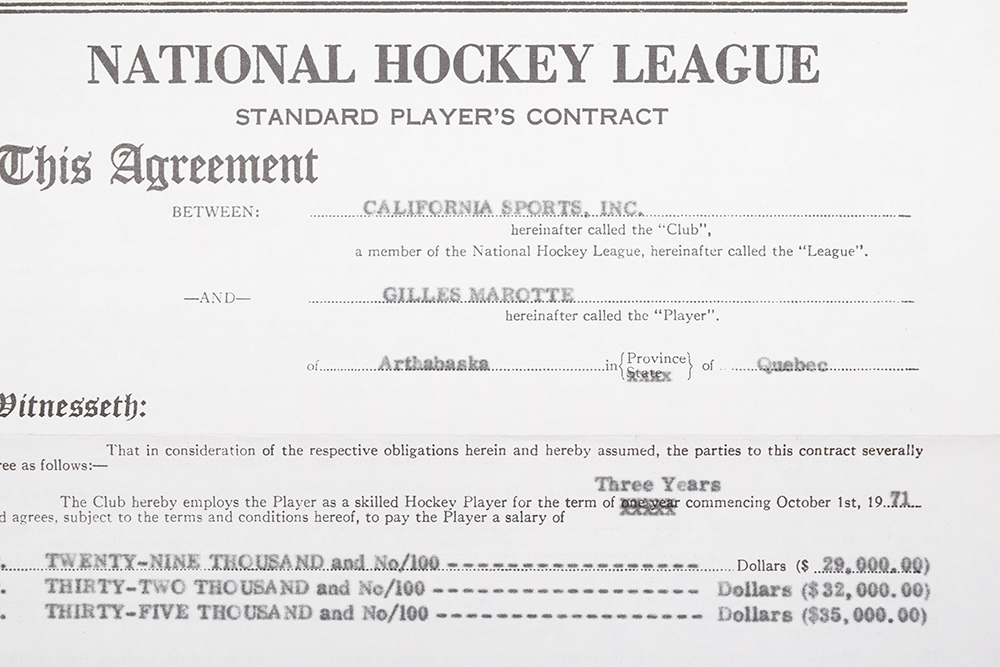 NATIONAL HOCKEY LEAGUE
STANDARD PLAYER'S CONTRACT
This Agreement
BETWEEN: CALIFORNIA SPORTS, INC.
hereinafter called the "Club",
a member of the National Hockey League, hereinafter called the "League".
—AND— GILLES MAROTTE
hereinafter called the "Player".
of Arthabaska in {Province State} of Quebec
Witnesseth:
That in consideration of the respective obligations herein and hereby assumed, the parties to this contract severally
ree as follows:—
Three Years
The Club hereby employs the Player as a skilled Hockey Player for the term of one year commencing October 1st, 19 71
d agrees, subject to the terms and conditions hereof, to pay the Player a salary of
TWENTY-NINE THOUSAND and No/100 -------------------- Dollars ($ 29,000.00)
THIRTY-TWO THOUSAND and No/100 --------------------- Dollars ($32,000.00)
THIRTY-FIVE THOUSAND and No/100 --------------------- Dollars ($35,000.00)